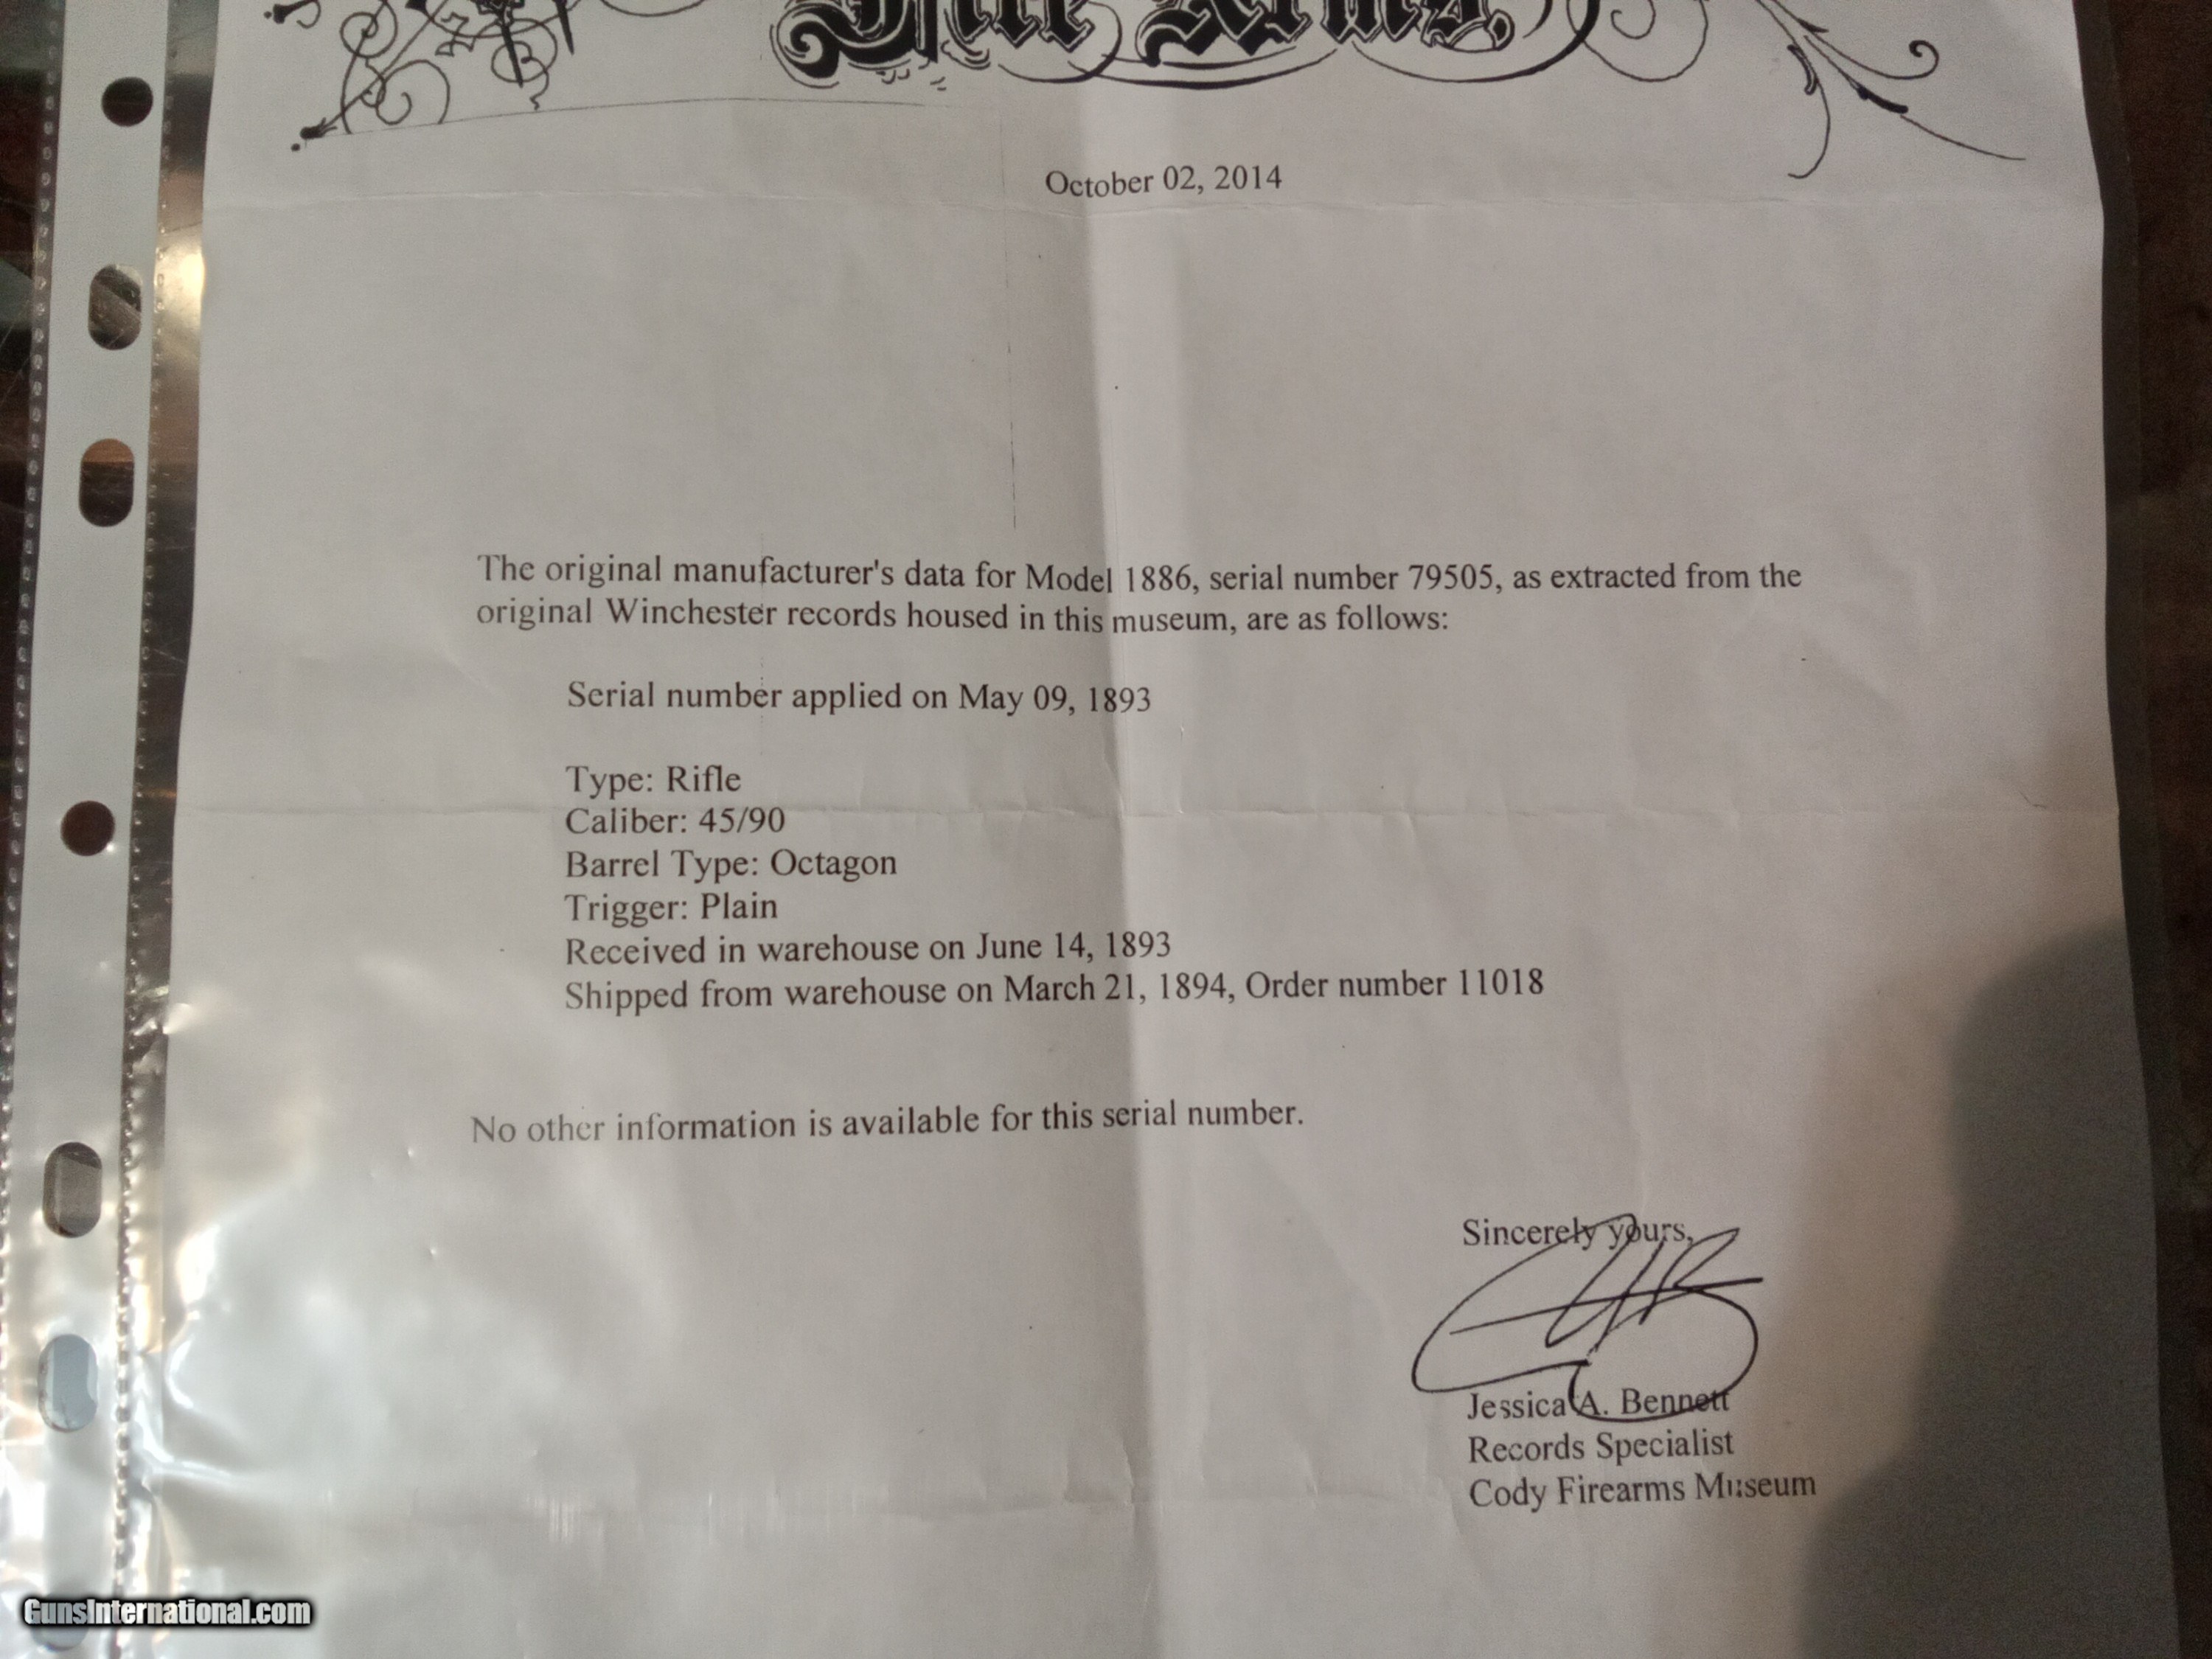 Fire Arms.
October 02, 2014
The original manufacturer's data for Model 1886, serial number 79505, as extracted from the
original Winchester records housed in this museum, are as follows:
Serial number applied on May 09, 1893
Type: Rifle
Caliber: 45/90
Barrel Type: Octagon
Trigger: Plain
Received in warehouse on June 14, 1893
Shipped from warehouse on March 21, 1894, Order number 11018
No other information is available for this serial number.
Sincerely yours,
Jessica A. Bennett
Records Specialist
Cody Firearms Museum
GunsInternational.com